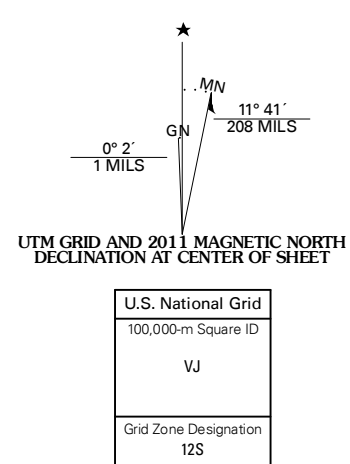 ★
MN
GN
11° 41´
208 MILS
0° 2´
1 MILS
UTM GRID AND 2011 MAGNETIC NORTH
DECLINATION AT CENTER OF SHEET
U.S. National Grid
100,000-m Square ID
VJ
Grid Zone Designation
12S